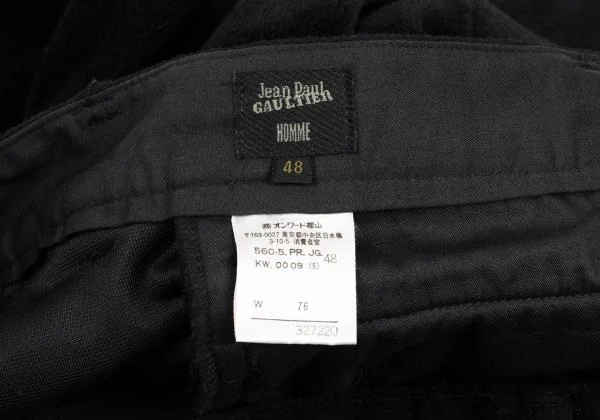 Jean Paul
GAULTIER
HOMME
48
㈱オンワード樫山
〒103-0027 東京都中央区日本橋
3-10-5 消費者室
560-5. PR. JG. 48
KW. 0009 (5)
W 76
327220